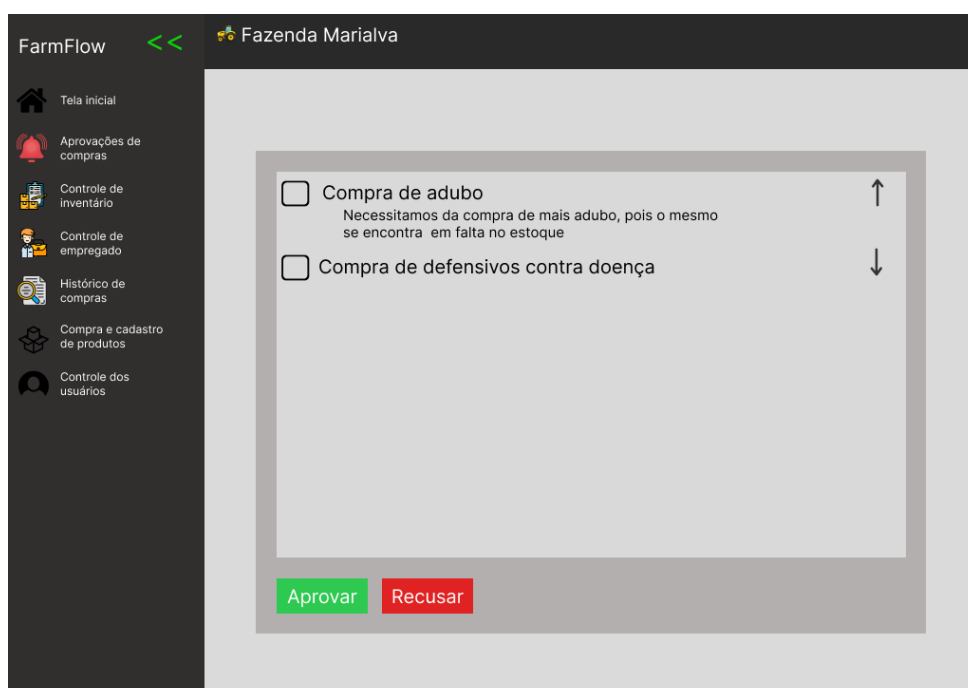 FarmFlow <<
🚜 Fazenda Marialva
Tela inicial
Aprovações de
compras
Controle de
inventário
Controle de
empregado
Histórico de
compras
Compra e cadastro
de produtos
Controle dos
usuários
Compra de adubo
Necessitamos da compra de mais adubo, pois o mesmo
se encontra em falta no estoque
Compra de defensivos contra doença
Aprovar
Recusar